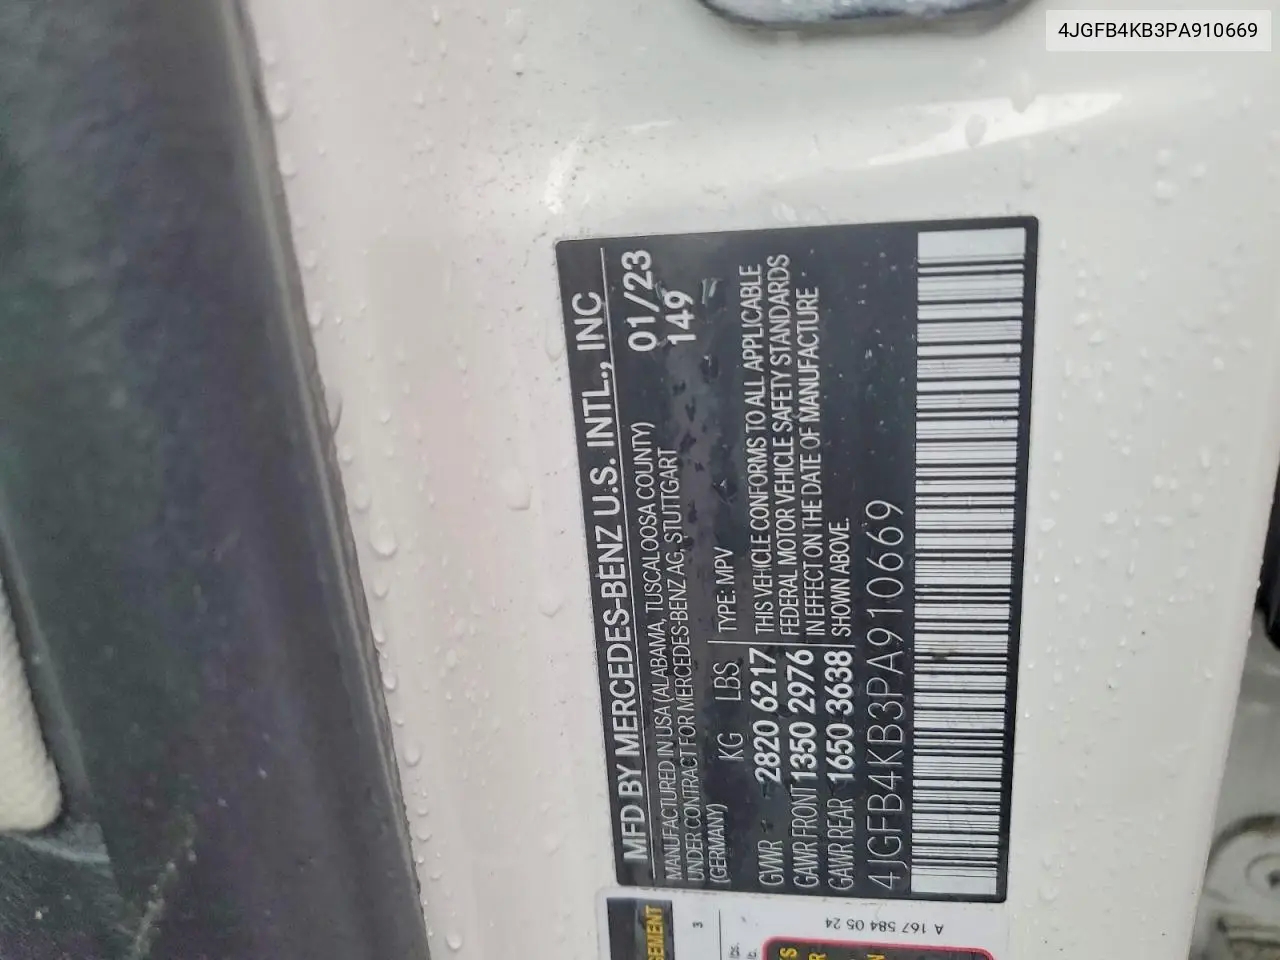 4JGFB4KB3PA910669
MFD BY MERCEDES-BENZ U.S. INTL., INC
MANUFACTURED IN USA (ALABAMA, TUSCALOOSA COUNTY) 01/23
UNDER CONTRACT FOR MERCEDES-BENZ AG, STUTTGART 149
(GERMANY)
KG LBS TYPE: MPV
GVWR 2820 6217 THIS VEHICLE CONFORMS TO ALL APPLICABLE
GAWR FRONT 1350 2976 FEDERAL MOTOR VEHICLE SAFETY STANDARDS
GAWR REAR 1650 3638 IN EFFECT ON THE DATE OF MANUFACTURE
SHOWN ABOVE.
4JGFB4KB3PA910669
A 167 584 05 24
3